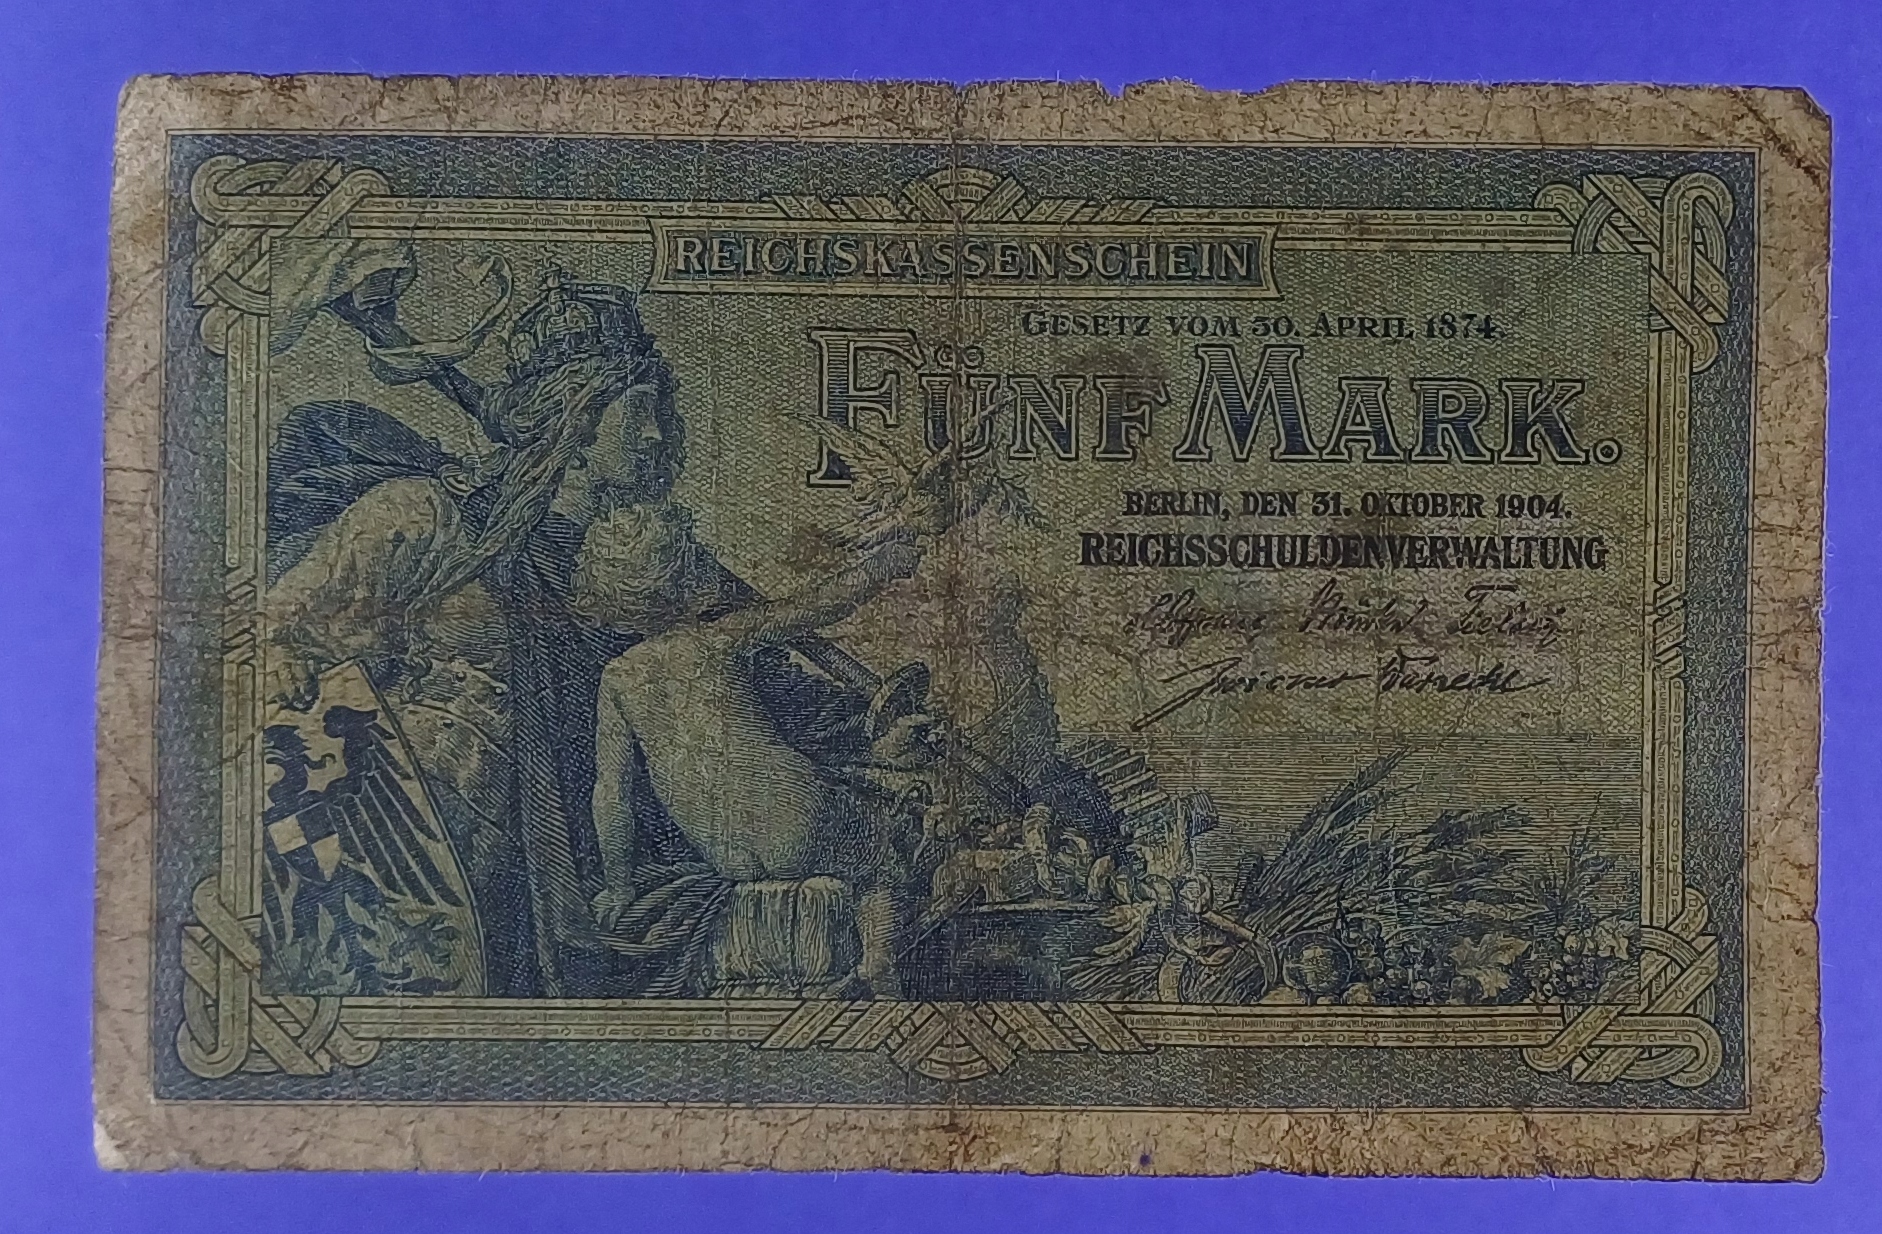 REICHSKASSENSCHEIN
GESETZ VOM 30. APRIL 1874.
FÜNF MARK.
BERLIN, DEN 31. OKTOBER 1904.
REICHSSCHULDENVERWALTUNG